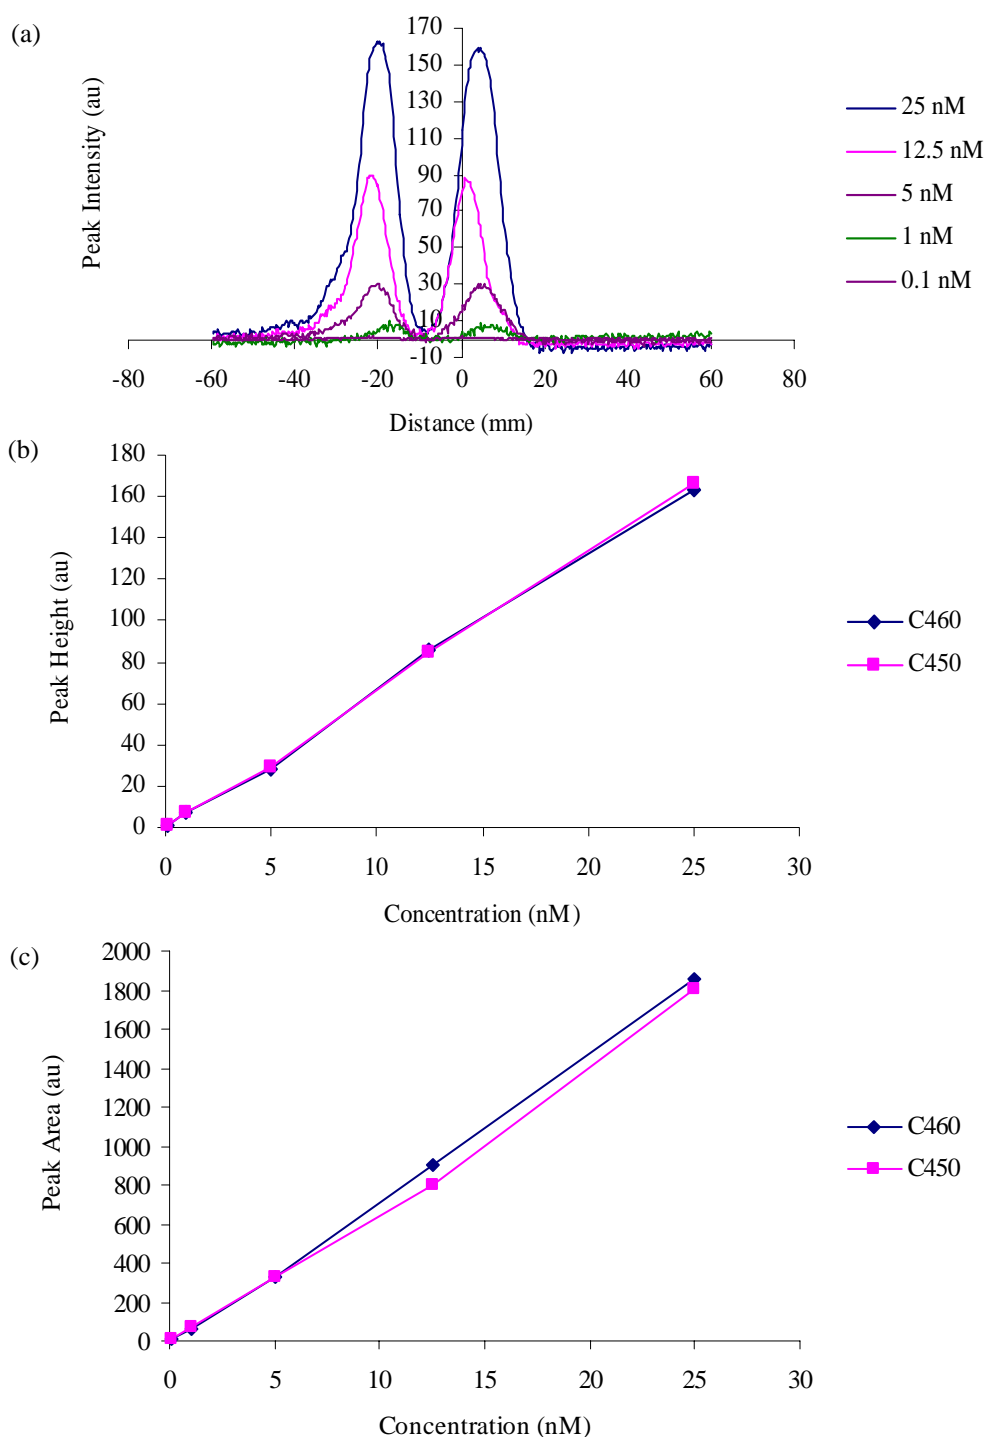 (a)
Peak Intensity (au)
170
150
130
110
90
70
50
30
10
-10
-80 -60 -40 -20 0 20 40 60 80
Distance (mm)
25 nM
12.5 nM
5 nM
1 nM
0.1 nM
(b)
Peak Height (au)
180
160
140
120
100
80
60
40
20
0
0 5 10 15 20 25 30
Concentration (nM)
C460
C450
(c)
Peak Area (au)
2000
1800
1600
1400
1200
1000
800
600
400
200
0
0 5 10 15 20 25 30
Concentration (nM)
C460
C450